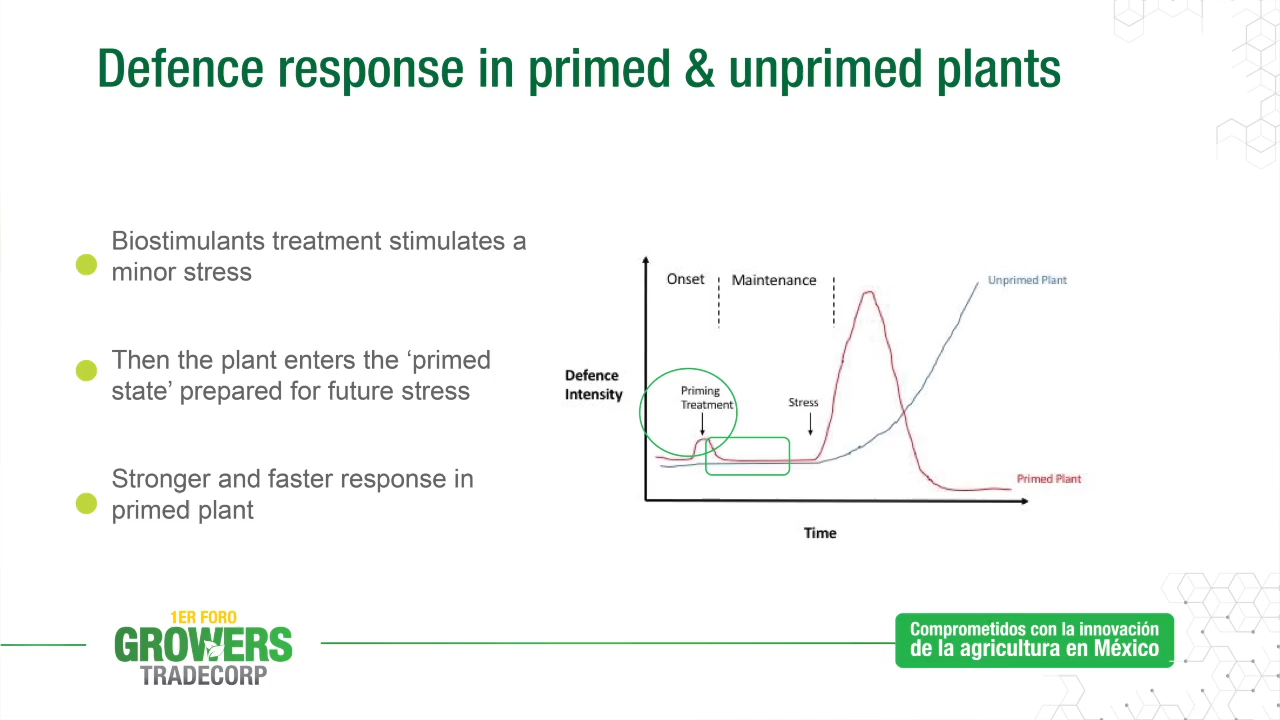 Defence response in primed & unprimed plants
Biostimulants treatment stimulates a
minor stress
Then the plant enters the ‘primed
state’ prepared for future stress
Stronger and faster response in
primed plant
Onset
Maintenance
Unprimed Plant
Defence
Intensity
Priming
Treatment
Stress
Primed Plant
Time
1ER FORO
GROWERS
TRADECORP
Comprometidos con la innovación
de la agricultura en México